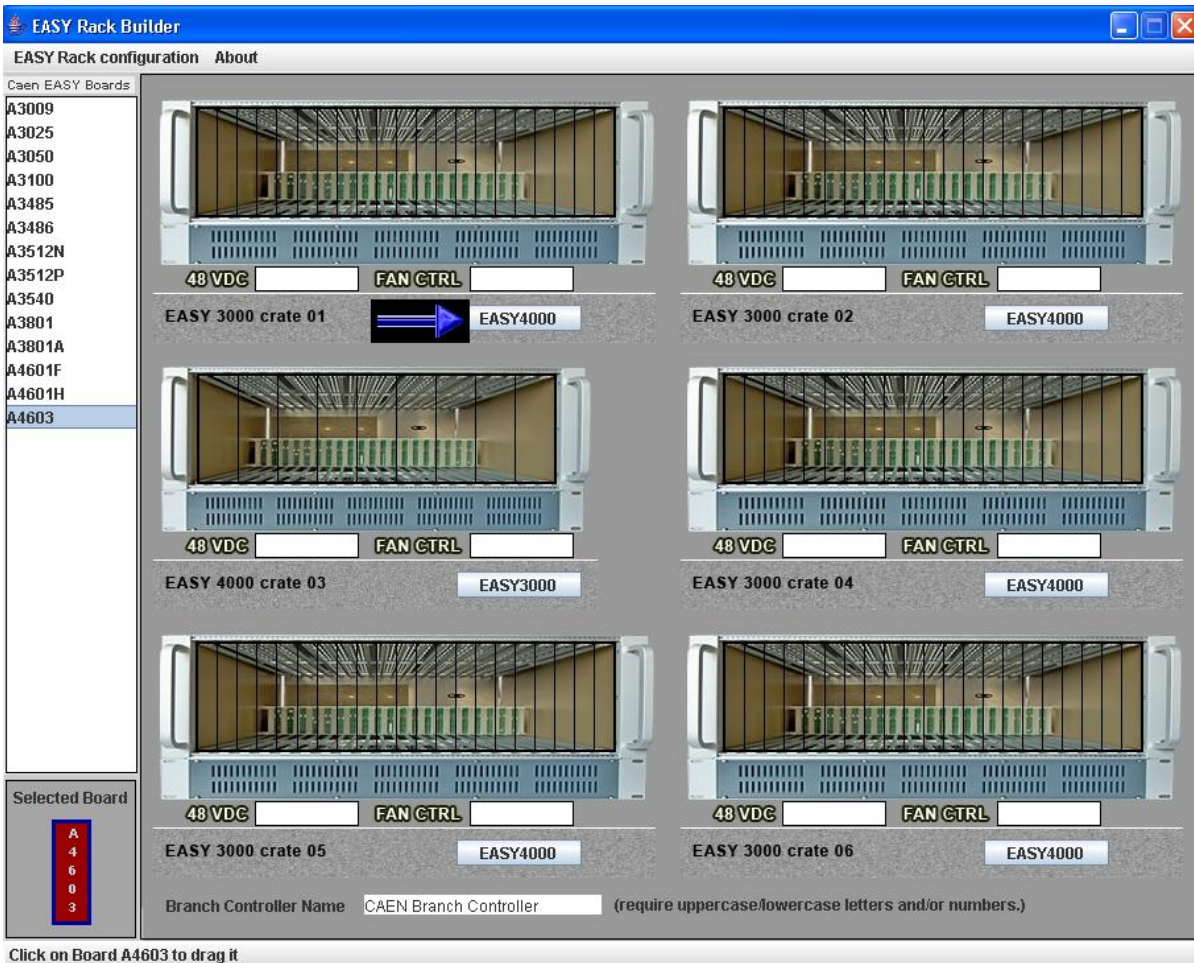 EASY Rack Builder
EASY Rack configuration About
Caen EASY Boards
A3009
A3025
A3050
A3100
A3485
A3486
A3512N
A3512P
A3540
A3801
A3801A
A4601F
A4601H
A4603
48 VDC FAN CTRL
EASY 3000 crate 01 EASY4000
48 VDC FAN CTRL
EASY 3000 crate 02 EASY4000
48 VDC FAN CTRL
EASY 4000 crate 03 EASY3000
48 VDC FAN CTRL
EASY 3000 crate 04 EASY4000
48 VDC FAN CTRL
EASY 3000 crate 05 EASY4000
48 VDC FAN CTRL
EASY 3000 crate 06 EASY4000
Selected Board
A
4
6
0
3
Branch Controller Name CAEN Branch Controller (require uppercase/lowercase letters and/or numbers.)
Click on Board A4603 to drag it